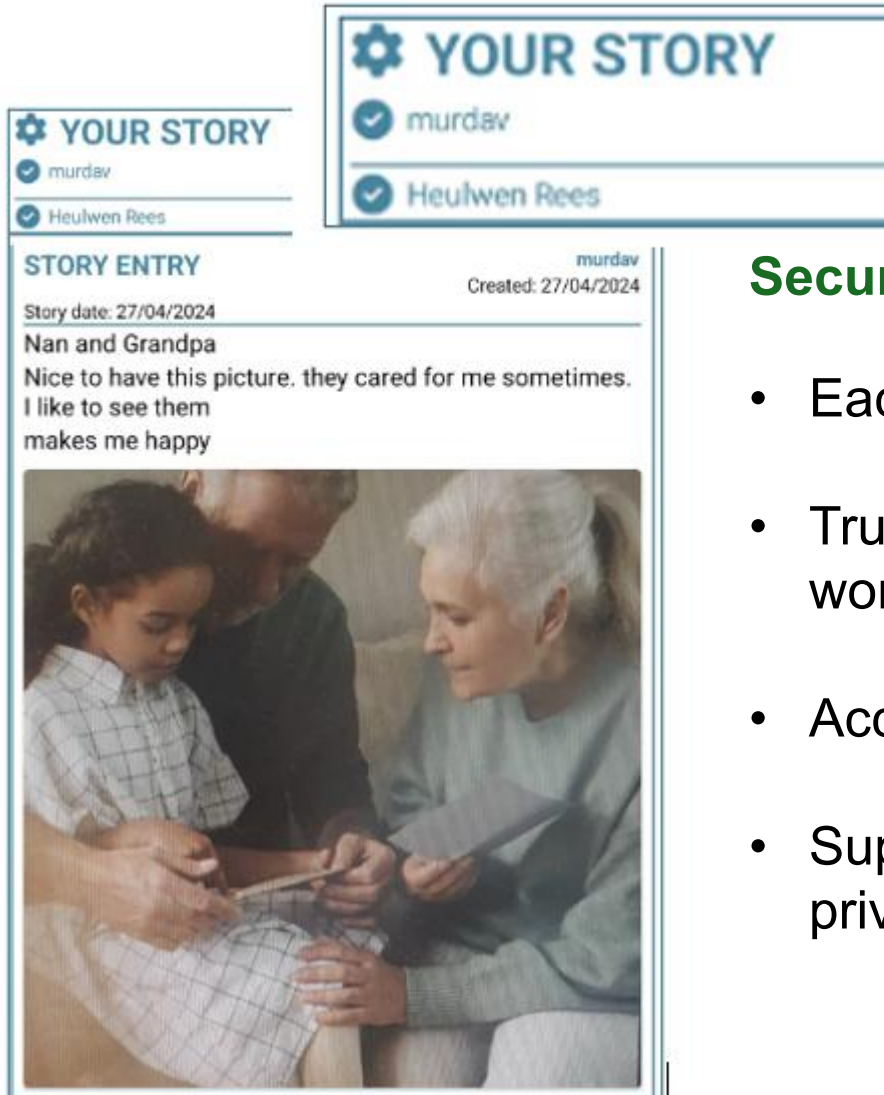 YOUR STORY
murdav
Heulwen Rees
YOUR STORY
murdav
Heulwen Rees
STORY ENTRY
murdav
Created: 27/04/2024
Story date: 27/04/2024
Nan and Grandpa
Nice to have this picture. they cared for me sometimes.
I like to see them
makes me happy